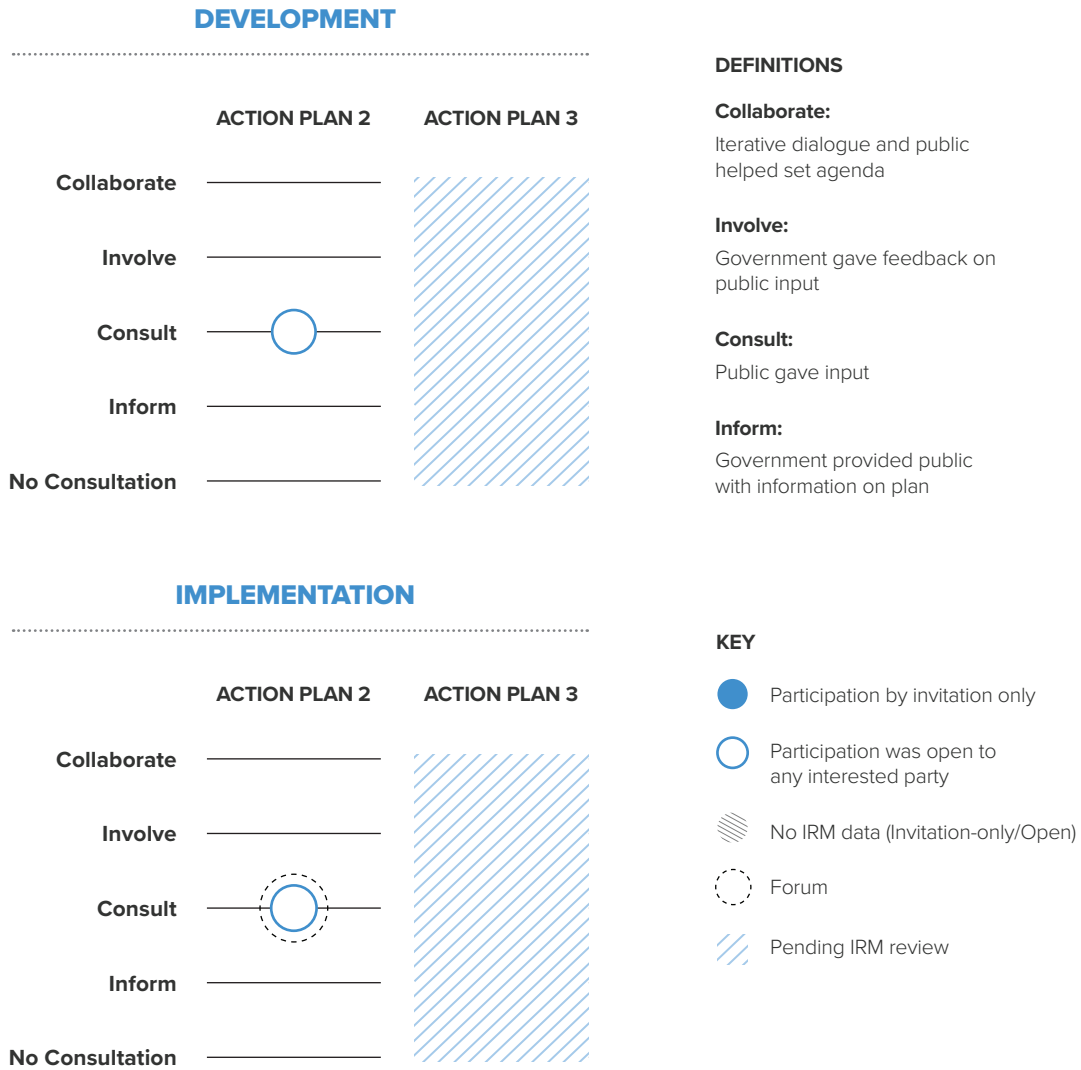 DEVELOPMENT
ACTION PLAN 2
ACTION PLAN 3
Collaborate
Involve
Consult
Inform
No Consultation
DEFINITIONS
Collaborate:
Iterative dialogue and public
helped set agenda
Involve:
Government gave feedback on
public input
Consult:
Public gave input
Inform:
Government provided public
with information on plan
IMPLEMENTATION
ACTION PLAN 2
ACTION PLAN 3
Collaborate
Involve
Consult
Inform
No Consultation
KEY
Participation by invitation only
Participation was open to
any interested party
No IRM data (Invitation-only/Open)
Forum
Pending IRM review